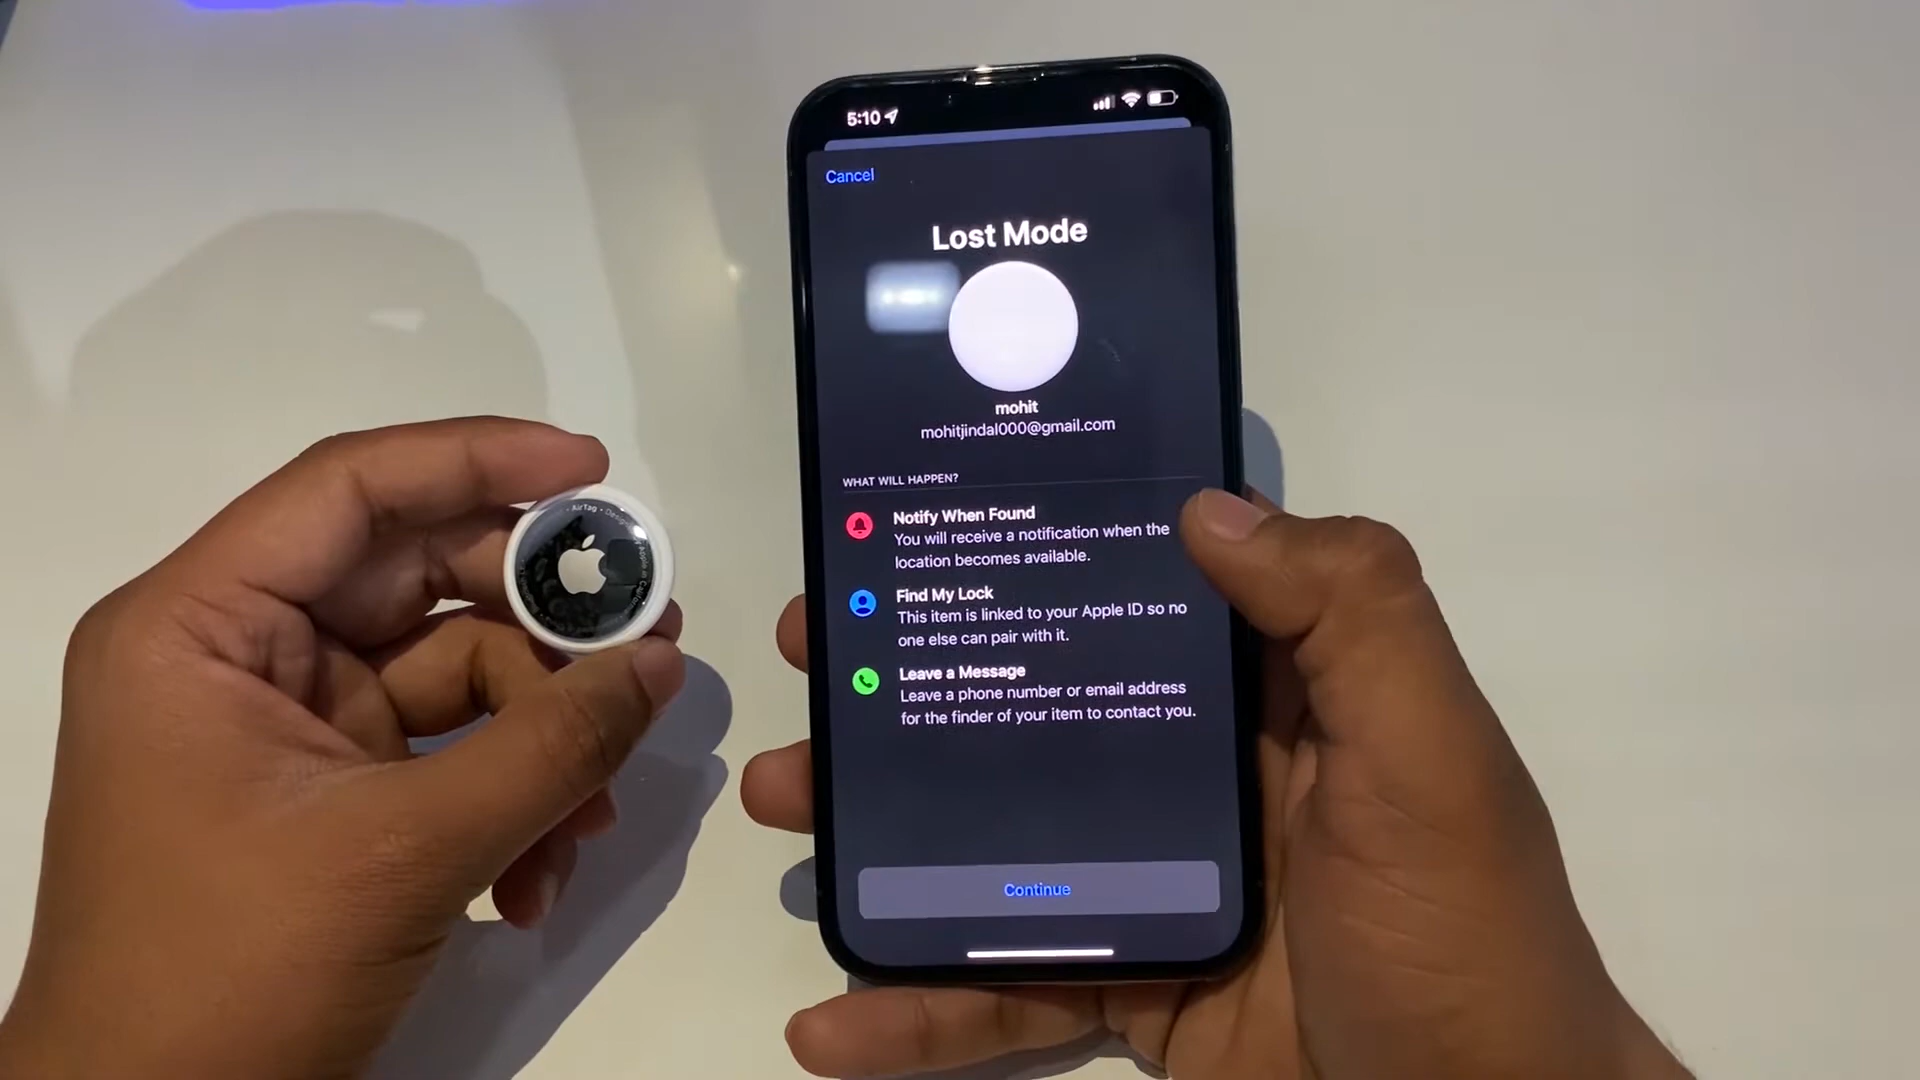 5:10
Cancel
Lost Mode
mohit
mohitjindal000@gmail.com
WHAT WILL HAPPEN?
Notify When Found
You will receive a notification when the
location becomes available.
Find My Lock
This item is linked to your Apple ID so no
one else can pair with it.
Leave a Message
Leave a phone number or email address
for the finder of your item to contact you.
Continue
AirTag